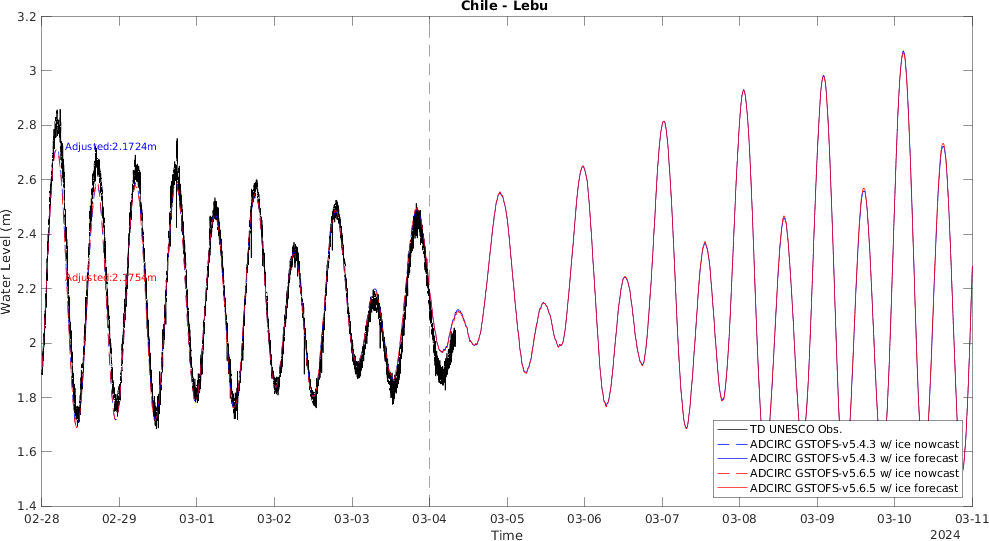 Chile - Lebu
3.2
3
2.8
2.6
2.4
2.2
2
1.8
1.6
1.4
Water Level (m)
Adjusted:2.1724m
Adjusted:2.1754m
TD UNESCO Obs.
ADCIRC GSTOFS-v5.4.3 w/ ice nowcast
ADCIRC GSTOFS-v5.4.3 w/ ice forecast
ADCIRC GSTOFS-v5.6.5 w/ ice nowcast
ADCIRC GSTOFS-v5.6.5 w/ ice forecast
02-28 02-29 03-01 03-02 03-03 03-04 03-05 03-06 03-07 03-08 03-09 03-10 03-11
Time
2024